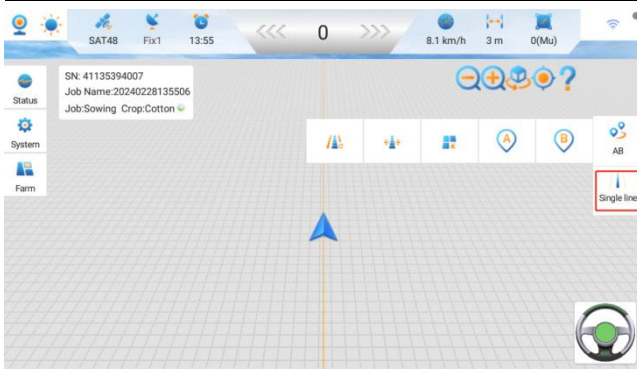 SAT48
Fix1
13:55
0
8.1 km/h
3 m
0(Mu)
Status
System
Farm
SN: 41135394007
Job Name:20240228135506
Job:Sowing Crop:Cotton
?
A
B
AB
Single line